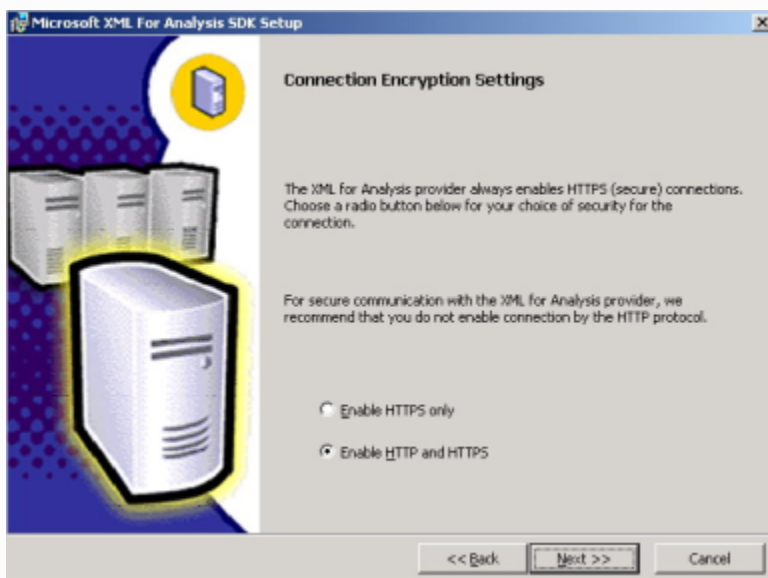 Microsoft XML For Analysis SDK Setup
Connection Encryption Settings
The XML for Analysis provider always enables HTTPS (secure) connections.
Choose a radio button below for your choice of security for the
connection.
For secure communication with the XML for Analysis provider, we
recommend that you do not enable connection by the HTTP protocol.
Enable HTTPS only
Enable HTTP and HTTPS
<< Back Next >> Cancel